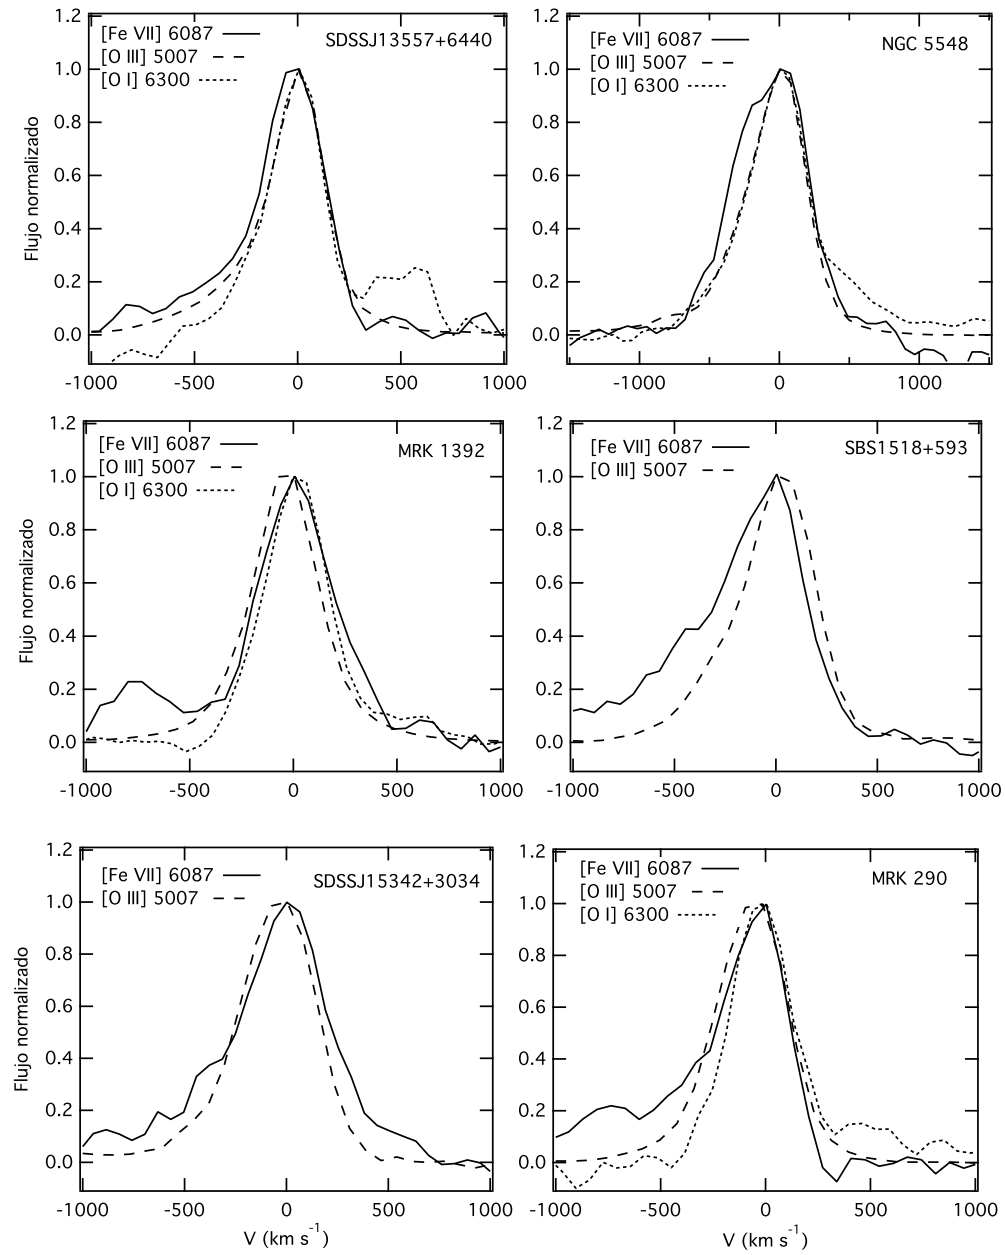 1.2
1.0
0.8
0.6
0.4
0.2
0.0
Flujo normalizado
[Fe VII] 6087
[O III] 5007
[O I] 6300
SDSSJ13557+6440
-1000
-500
0
500
1000
1.2
1.0
0.8
0.6
0.4
0.2
0.0
[Fe VII] 6087
[O III] 5007
[O I] 6300
NGC 5548
-1000
0
1000
1.2
1.0
0.8
0.6
0.4
0.2
0.0
Flujo normalizado
[Fe VII] 6087
[O III] 5007
[O I] 6300
MRK 1392
-1000
-500
0
500
1000
1.2
1.0
0.8
0.6
0.4
0.2
0.0
[Fe VII] 6087
[O III] 5007
SBS1518+593
-1000
-500
0
500
1000
1.2
1.0
0.8
0.6
0.4
0.2
0.0
Flujo normalizado
[Fe VII] 6087
[O III] 5007
SDSSJ15342+3034
-1000
-500
0
500
1000
V (km s-1)
1.2
1.0
0.8
0.6
0.4
0.2
0.0
[Fe VII] 6087
[O III] 5007
[O I] 6300
MRK 290
-1000
-500
0
500
1000
V (km s-1)